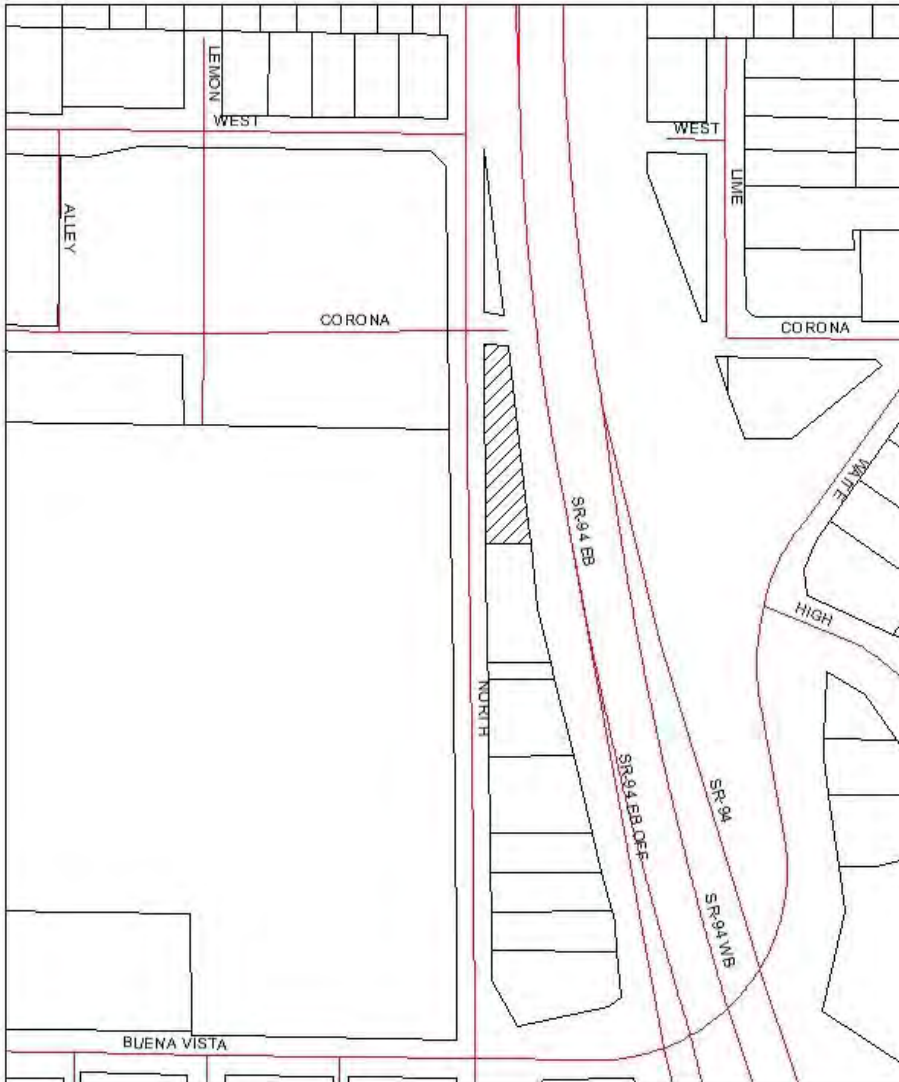 LEMON
WEST
WEST
ALLEY
LIME
CORONA
CORONA
WAITE
SR-94 EB
HIGH
NORTH
SR-94 EB OFF
SR-94
SR-94 WB
BUENA VISTA